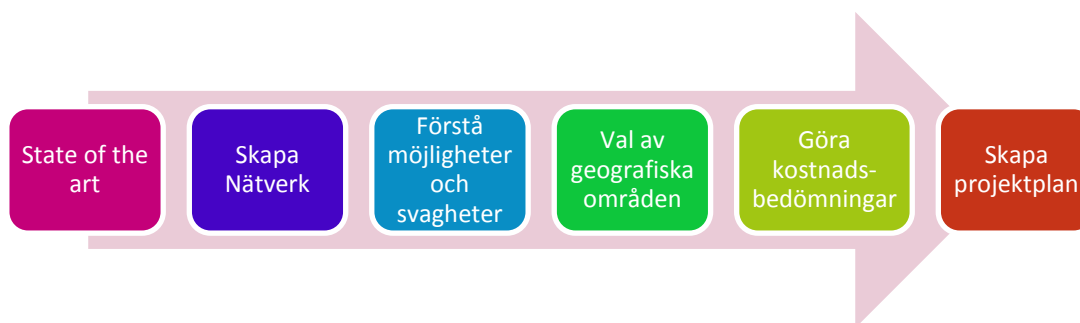 State of the
art
Skapa
Nätverk
Förstå
möjligheter
och
svagheter
Val av
geografiska
områden
Göra
kostnads-
bedömningar
Skapa
projektplan